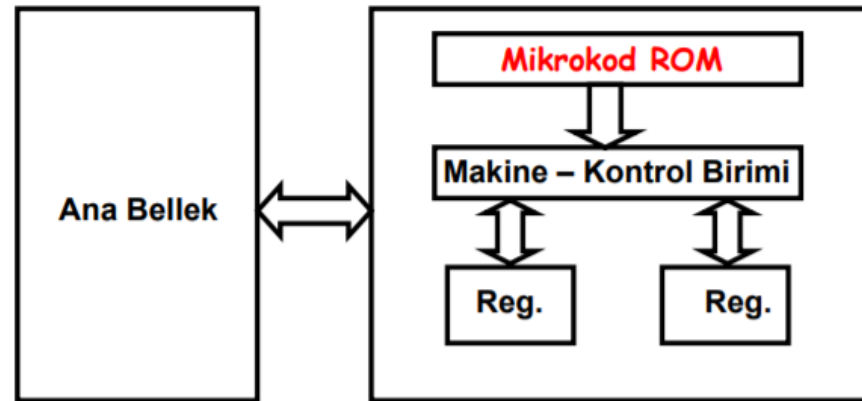 Mikrokod ROM
Makine – Kontrol Birimi
Ana Bellek
Reg.
Reg.